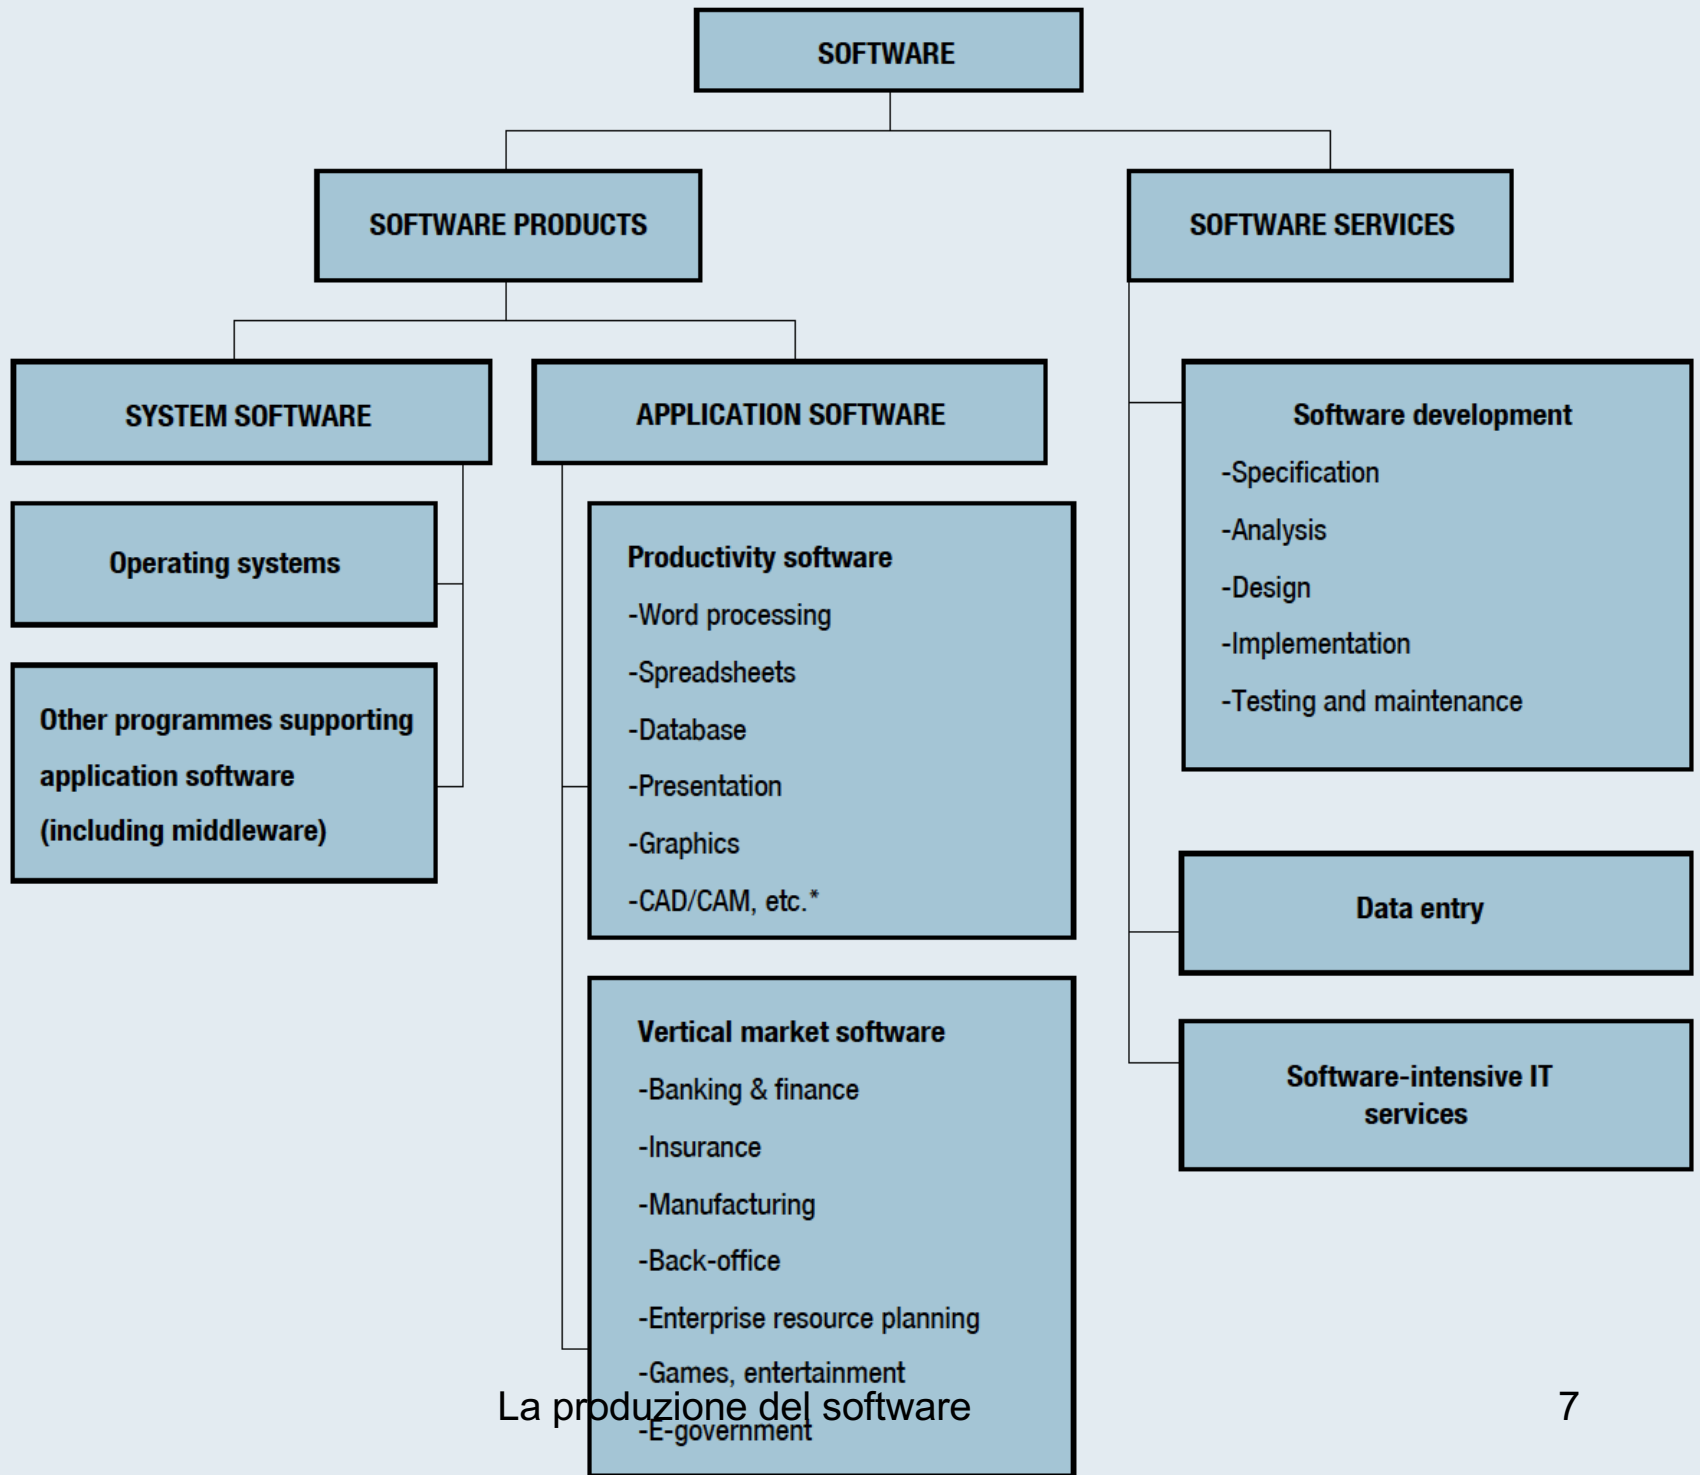 SOFTWARE
SOFTWARE PRODUCTS
SOFTWARE SERVICES
SYSTEM SOFTWARE
APPLICATION SOFTWARE
Operating systems
Other programmes supporting
application software
(including middleware)
Productivity software
-Word processing
-Spreadsheets
-Database
-Presentation
-Graphics
-CAD/CAM, etc.*
Vertical market software
-Banking & finance
-Insurance
-Manufacturing
-Back-office
-Enterprise resource planning
-Games, entertainment
-E-government
Software development
-Specification
-Analysis
-Design
-Implementation
-Testing and maintenance
Data entry
Software-intensive IT
services
La produzione del software
7